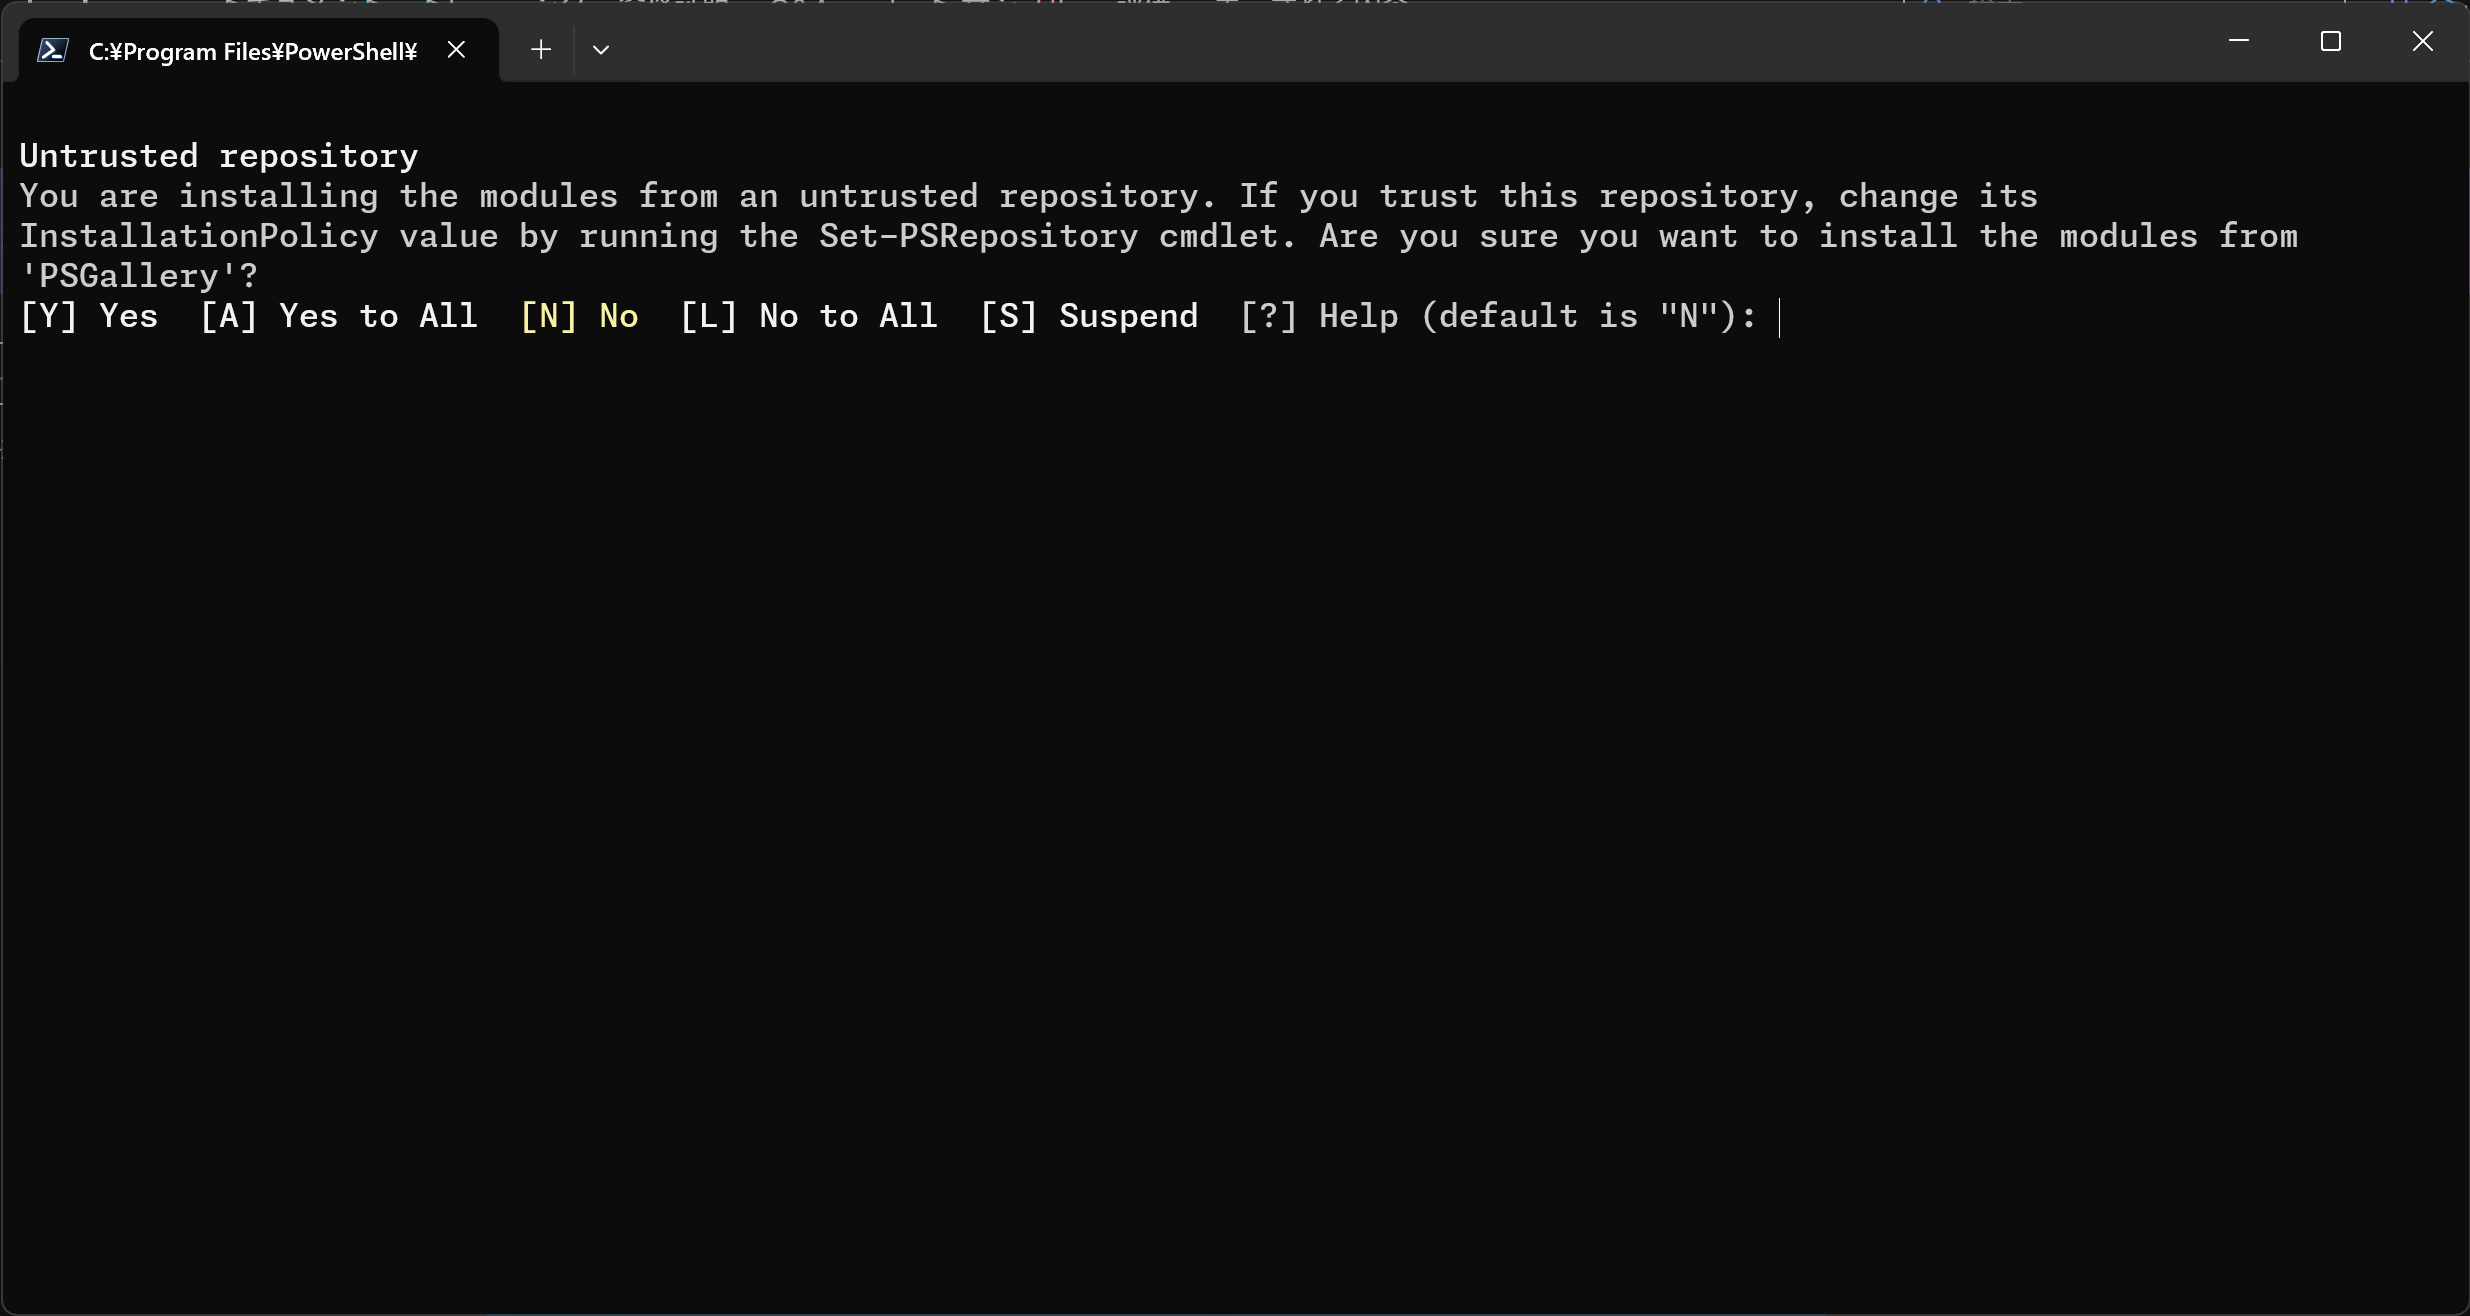 C:¥Program Files¥PowerShell¥
Untrusted repository
You are installing the modules from an untrusted repository. If you trust this repository, change its
InstallationPolicy value by running the Set-PSRepository cmdlet. Are you sure you want to install the modules from
'PSGallery'?
[Y] Yes  [A] Yes to All  [N] No  [L] No to All  [S] Suspend  [?] Help (default is "N"):